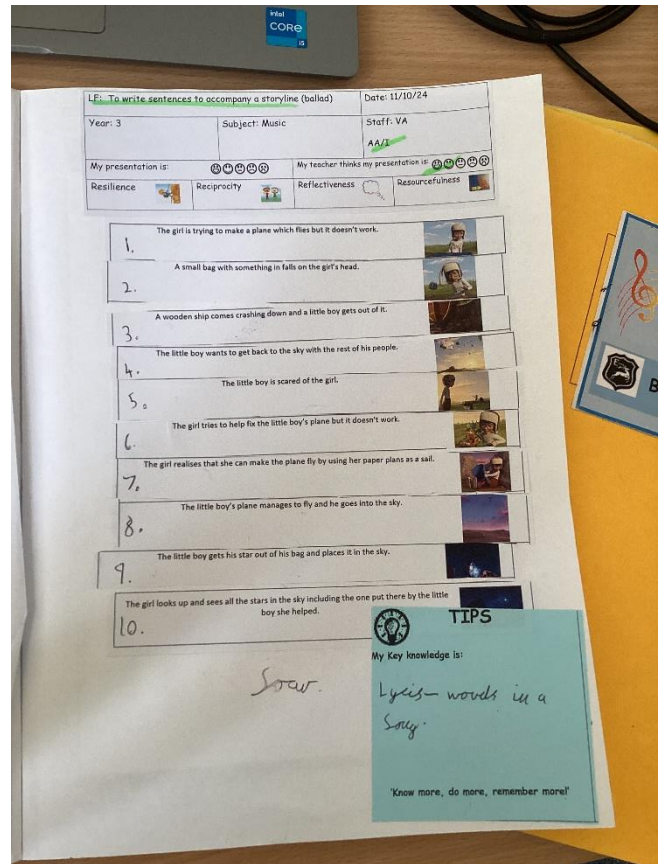 intel
CORE
i5
LF: To write sentences to accompany a storyline (ballad)
Date: 11/10/24
Year: 3
Subject: Music
Staff: VA
AA/I
My presentation is:
My teacher thinks my presentation is:
Resilience
Reciprocity
Reflectiveness
Resourcefulness
The girl is trying to make a plane which flies but it doesn't work.
1.
A small bag with something in falls on the girl's head.
2.
A wooden ship comes crashing down and a little boy gets out of it.
3.
The little boy wants to get back to the sky with the rest of his people.
4.
The little boy is scared of the girl.
5.
The girl tries to help fix the little boy's plane but it doesn't work.
6.
The girl realises that she can make the plane fly by using her paper plans as a sail.
7.
The little boy's plane manages to fly and he goes into the sky.
8.
The little boy gets his star out of his bag and places it in the sky.
9.
The girl looks up and sees all the stars in the sky including the one put there by the little
boy she helped.
10.
TIPS
My Key knowledge is:
Lycis- words in a
Song.
'Know more, do more, remember more!'
Soar.
B